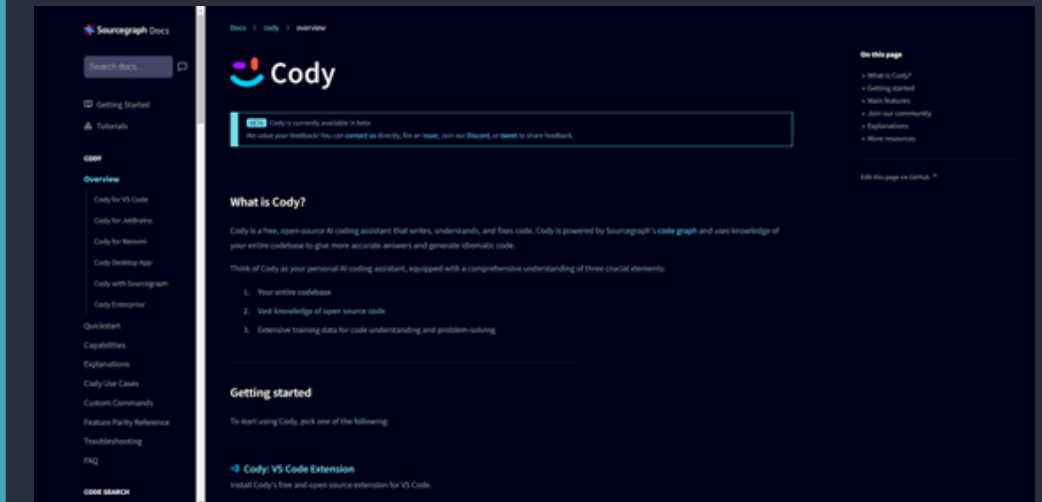 Sourcegraph Docs
Search docs...
Getting Started
Tutorials
CODY
Overview
Cody for VS Code
Cody for JetBrains
Cody for Neovim
Cody Desktop App
Cody with Sourcegraph
Cody Enterprise
Quickstart
Capabilities
Explanations
Cody Use Cases
Custom Commands
Feature Parity Reference
Troubleshooting
FAQ
CODE SEARCH
Docs > cody > overview
Cody
BETA Cody is currently available in beta.
We value your feedback! You can contact us directly, file an issue, join our Discord, or tweet to share feedback.
What is Cody?
Cody is a free, open-source AI coding assistant that writes, understands, and fixes code. Cody is powered by Sourcegraph's code graph and uses knowledge of
your entire codebase to give more accurate answers and generate idiomatic code.
Think of Cody as your personal AI coding assistant, equipped with a comprehensive understanding of three crucial elements:
1. Your entire codebase
2. Vast knowledge of open source code
3. Extensive training data for code understanding and problem-solving
Getting started
To start using Cody, pick one of the following:
Cody: VS Code Extension
Install Cody's free and open source extension for VS Code.
On this page
What is Cody?
Getting started
Main features
Join our community
Explanations
More resources
Edit this page on GitHub